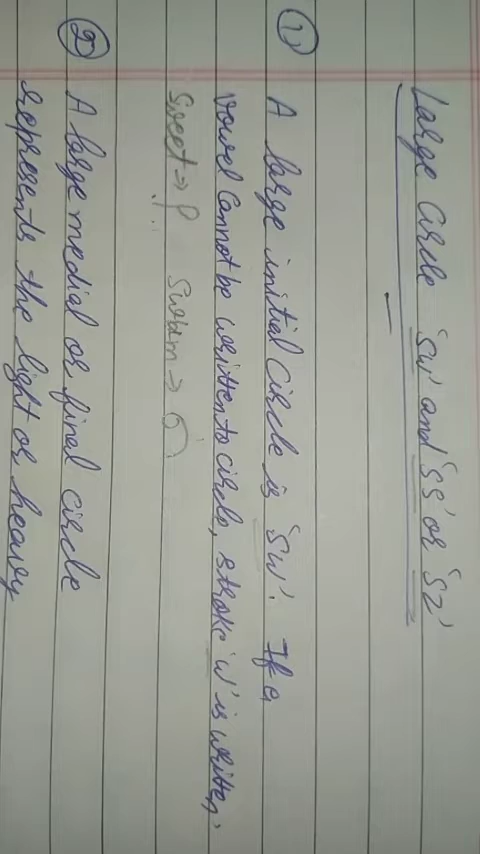 Large Circle 'SW' and 'SS' or 'SZ'
① A large initial circle is 'SW'. If a
vowel cannot be written to circle, stroke 'W' is written.
Sweet → Swam →
② A large medial or final circle
represents the light or heavy